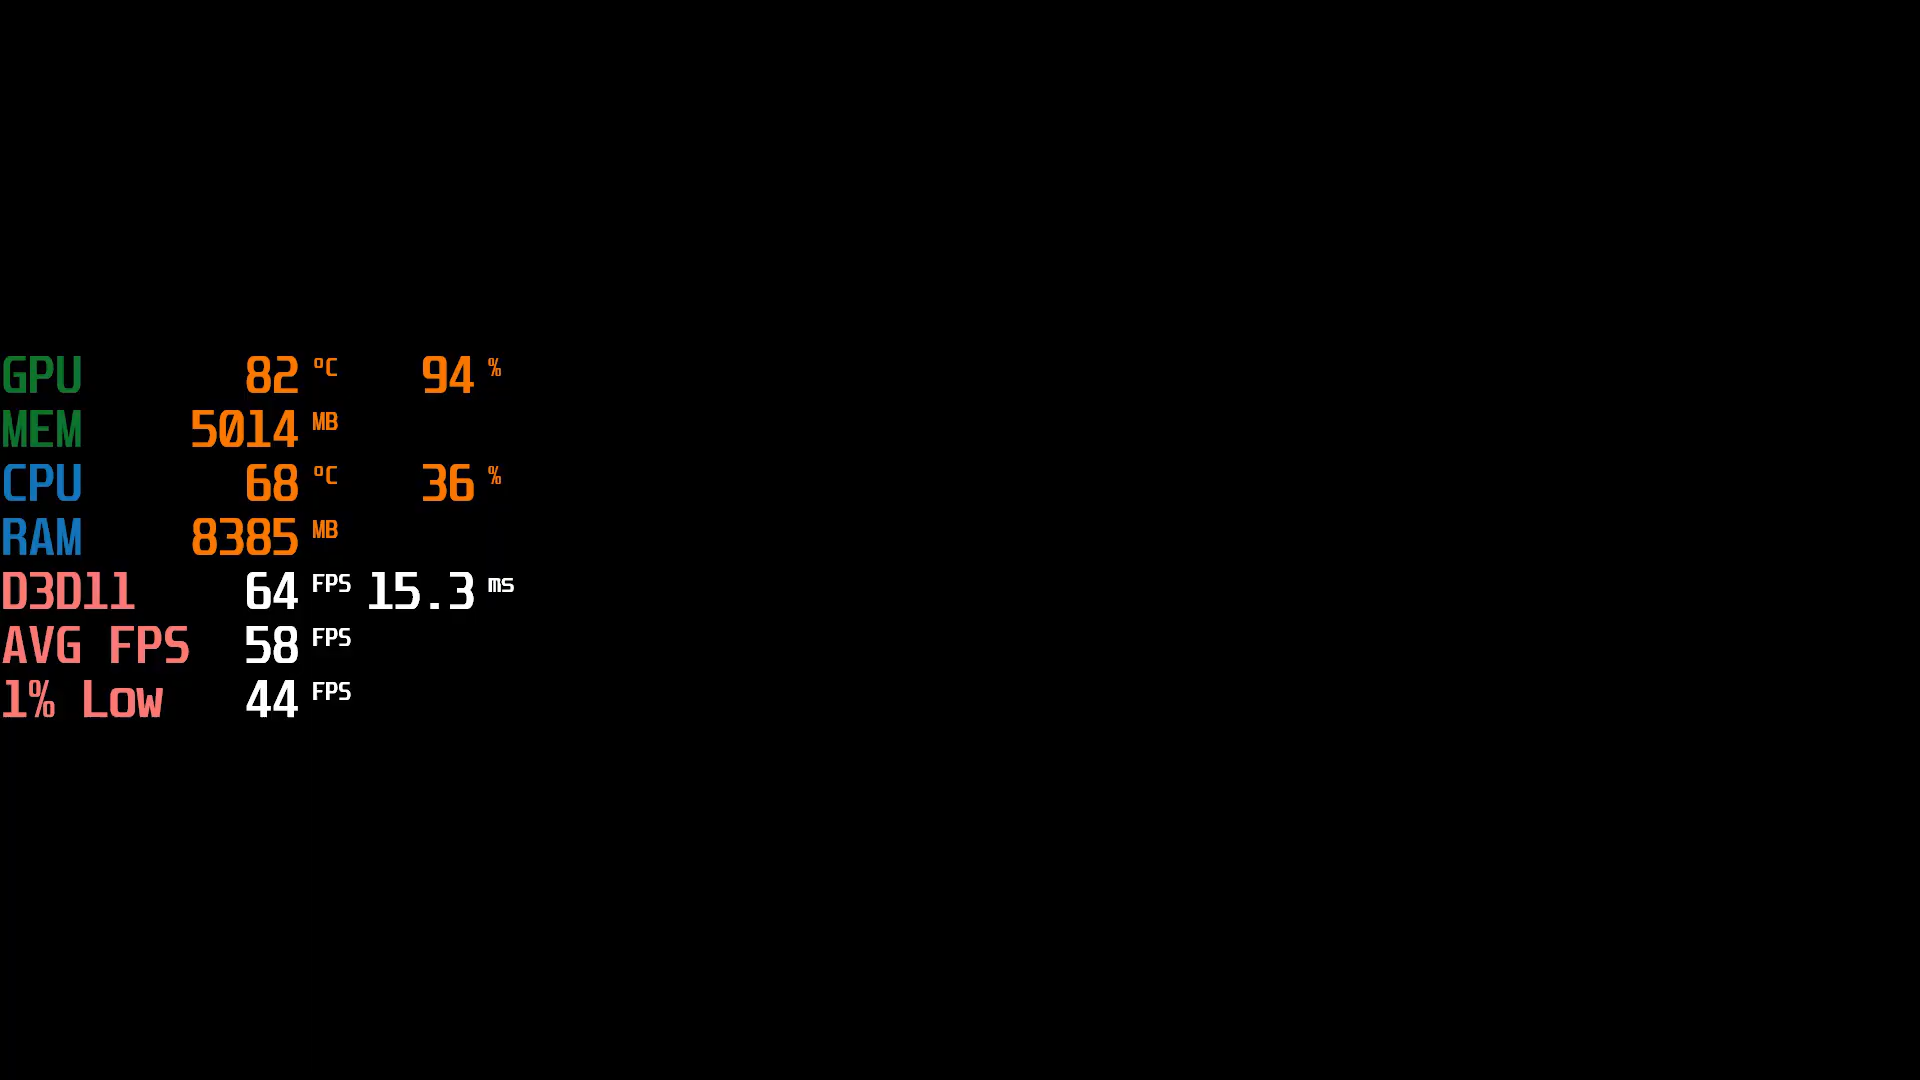 GPU 82 °C 94 %
MEM 5014 MB
CPU 68 °C 36 %
RAM 8385 MB
D3D11 64 FPS 15.3 ms
AVG FPS 58 FPS
1% Low 44 FPS